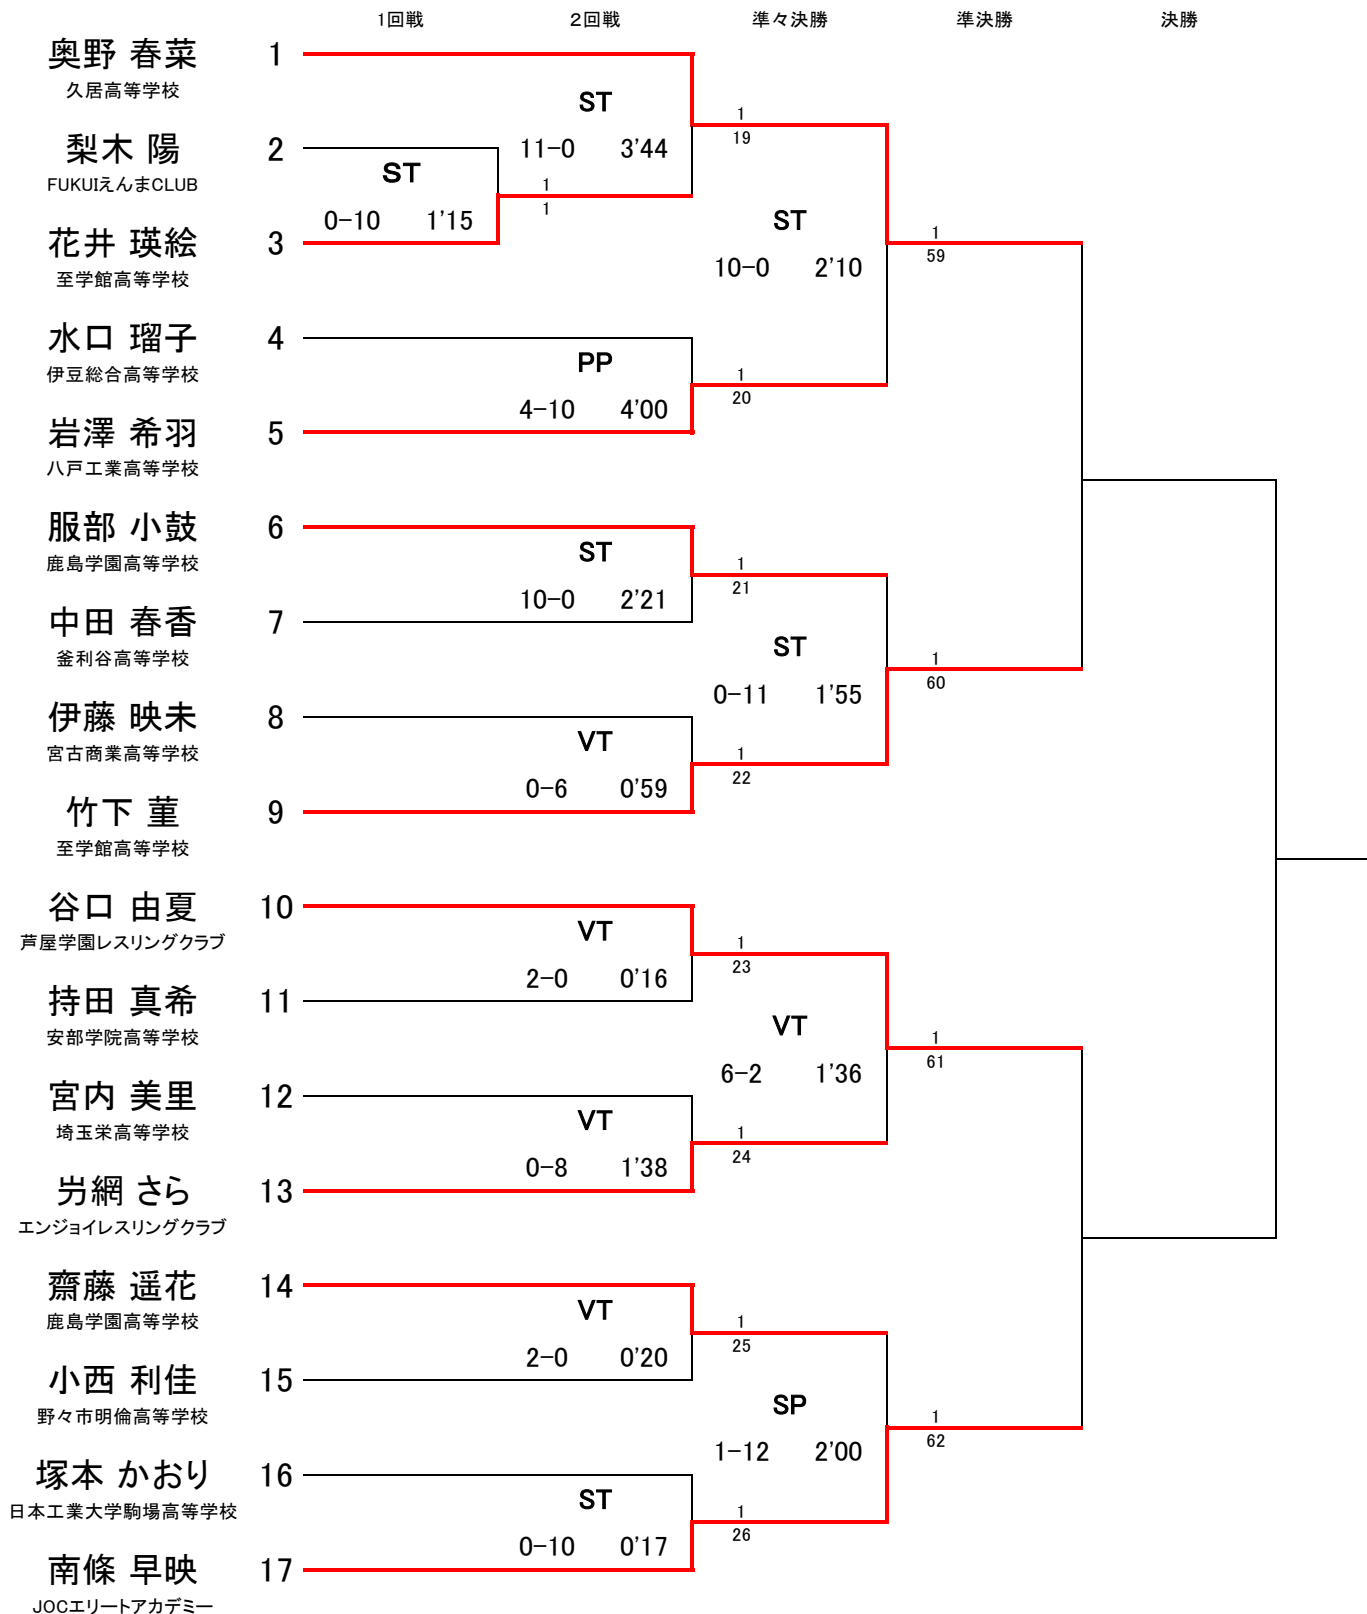 1回戦 2回戦 準々決勝 準決勝 決勝
奥野 春菜 1
久居高等学校
ST
11-0 3'44
1
19
梨木 陽 2
FUKUIえんまCLUB
ST
0-10 1'15
1
1
花井 瑛絵 3
至学館高等学校
ST
10-0 2'10
1
59
水口 瑠子 4
伊豆総合高等学校
PP
4-10 4'00
1
20
岩澤 希羽 5
八戸工業高等学校
服部 小鼓 6
鹿島学園高等学校
ST
10-0 2'21
1
21
中田 春香 7
釜利谷高等学校
ST
0-11 1'55
1
60
伊藤 映未 8
宮古商業高等学校
VT
0-6 0'59
1
22
竹下 菫 9
至学館高等学校
谷口 由夏 10
芦屋学園レスリングクラブ
VT
2-0 0'16
1
23
持田 真希 11
安部学院高等学校
VT
6-2 1'36
1
61
宮内 美里 12
埼玉栄高等学校
VT
0-8 1'38
1
24
屶網 さら 13
エンジョイレスリングクラブ
齋藤 遥花 14
鹿島学園高等学校
VT
2-0 0'20
1
25
小西 利佳 15
野々市明倫高等学校
SP
1-12 2'00
1
62
塚本 かおり 16
日本工業大学駒場高等学校
ST
0-10 0'17
1
26
南條 早映 17
JOCエリートアカデミー